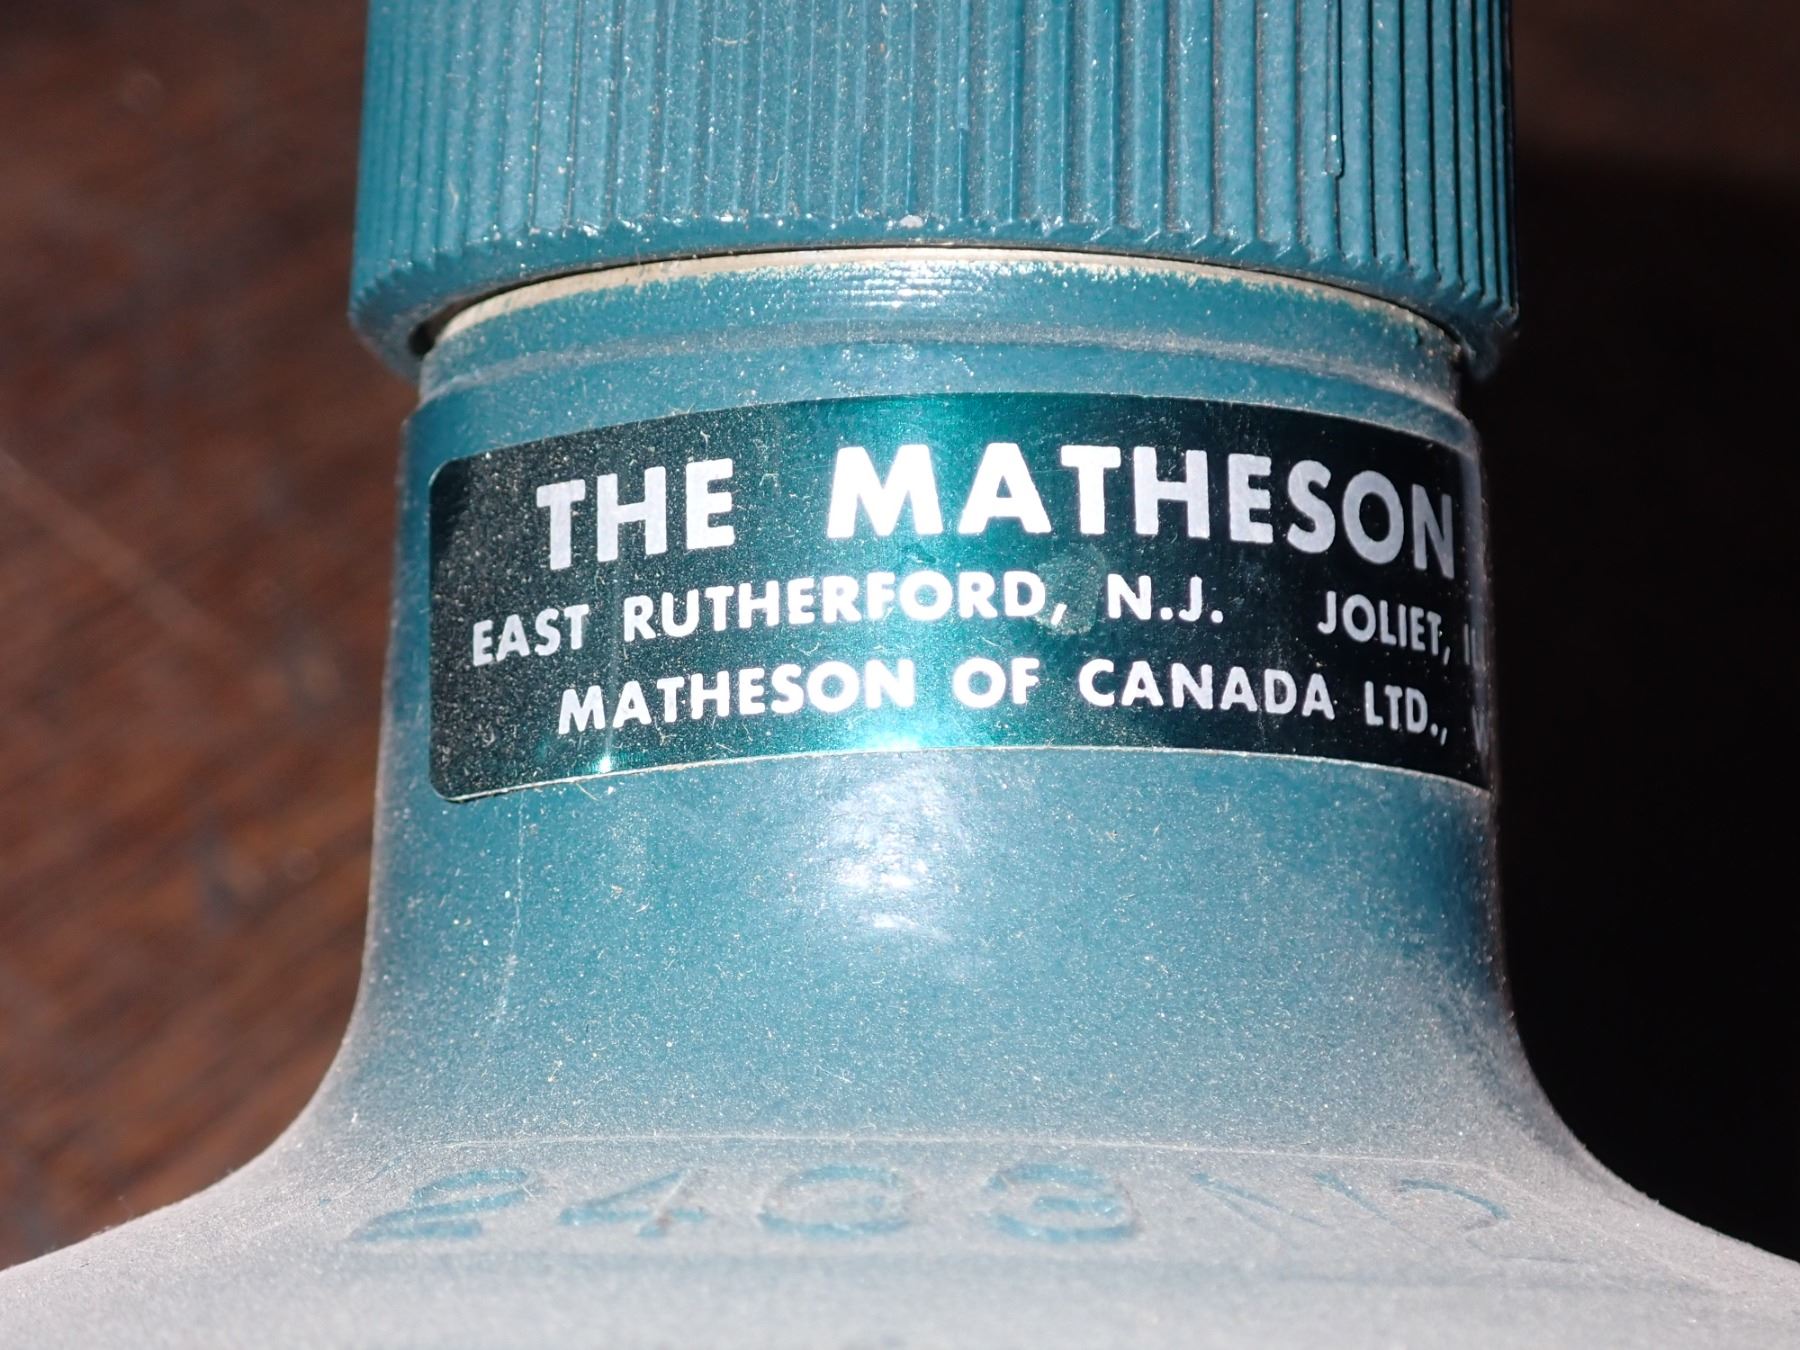 THE MATHESON
EAST RUTHERFORD, N.J. JOLIET,
MATHESON OF CANADA LTD.,